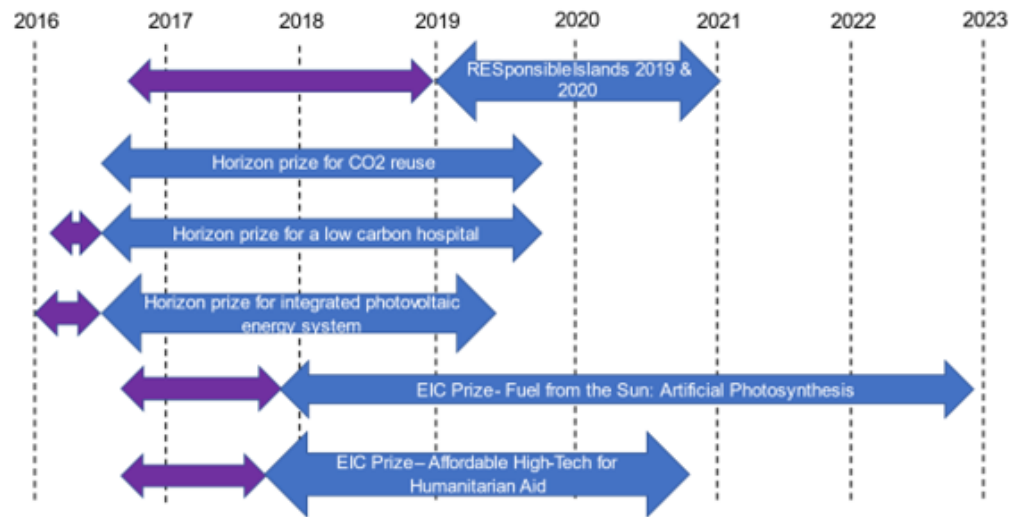 2016 2017 2018 2019 2020 2021 2022 2023
RESponsibleIslands 2019 &
2020
Horizon prize for CO2 reuse
Horizon prize for a low carbon hospital
Horizon prize for integrated photovoltaic
energy system
EIC Prize- Fuel from the Sun: Artificial Photosynthesis
EIC Prize– Affordable High-Tech for
Humanitarian Aid